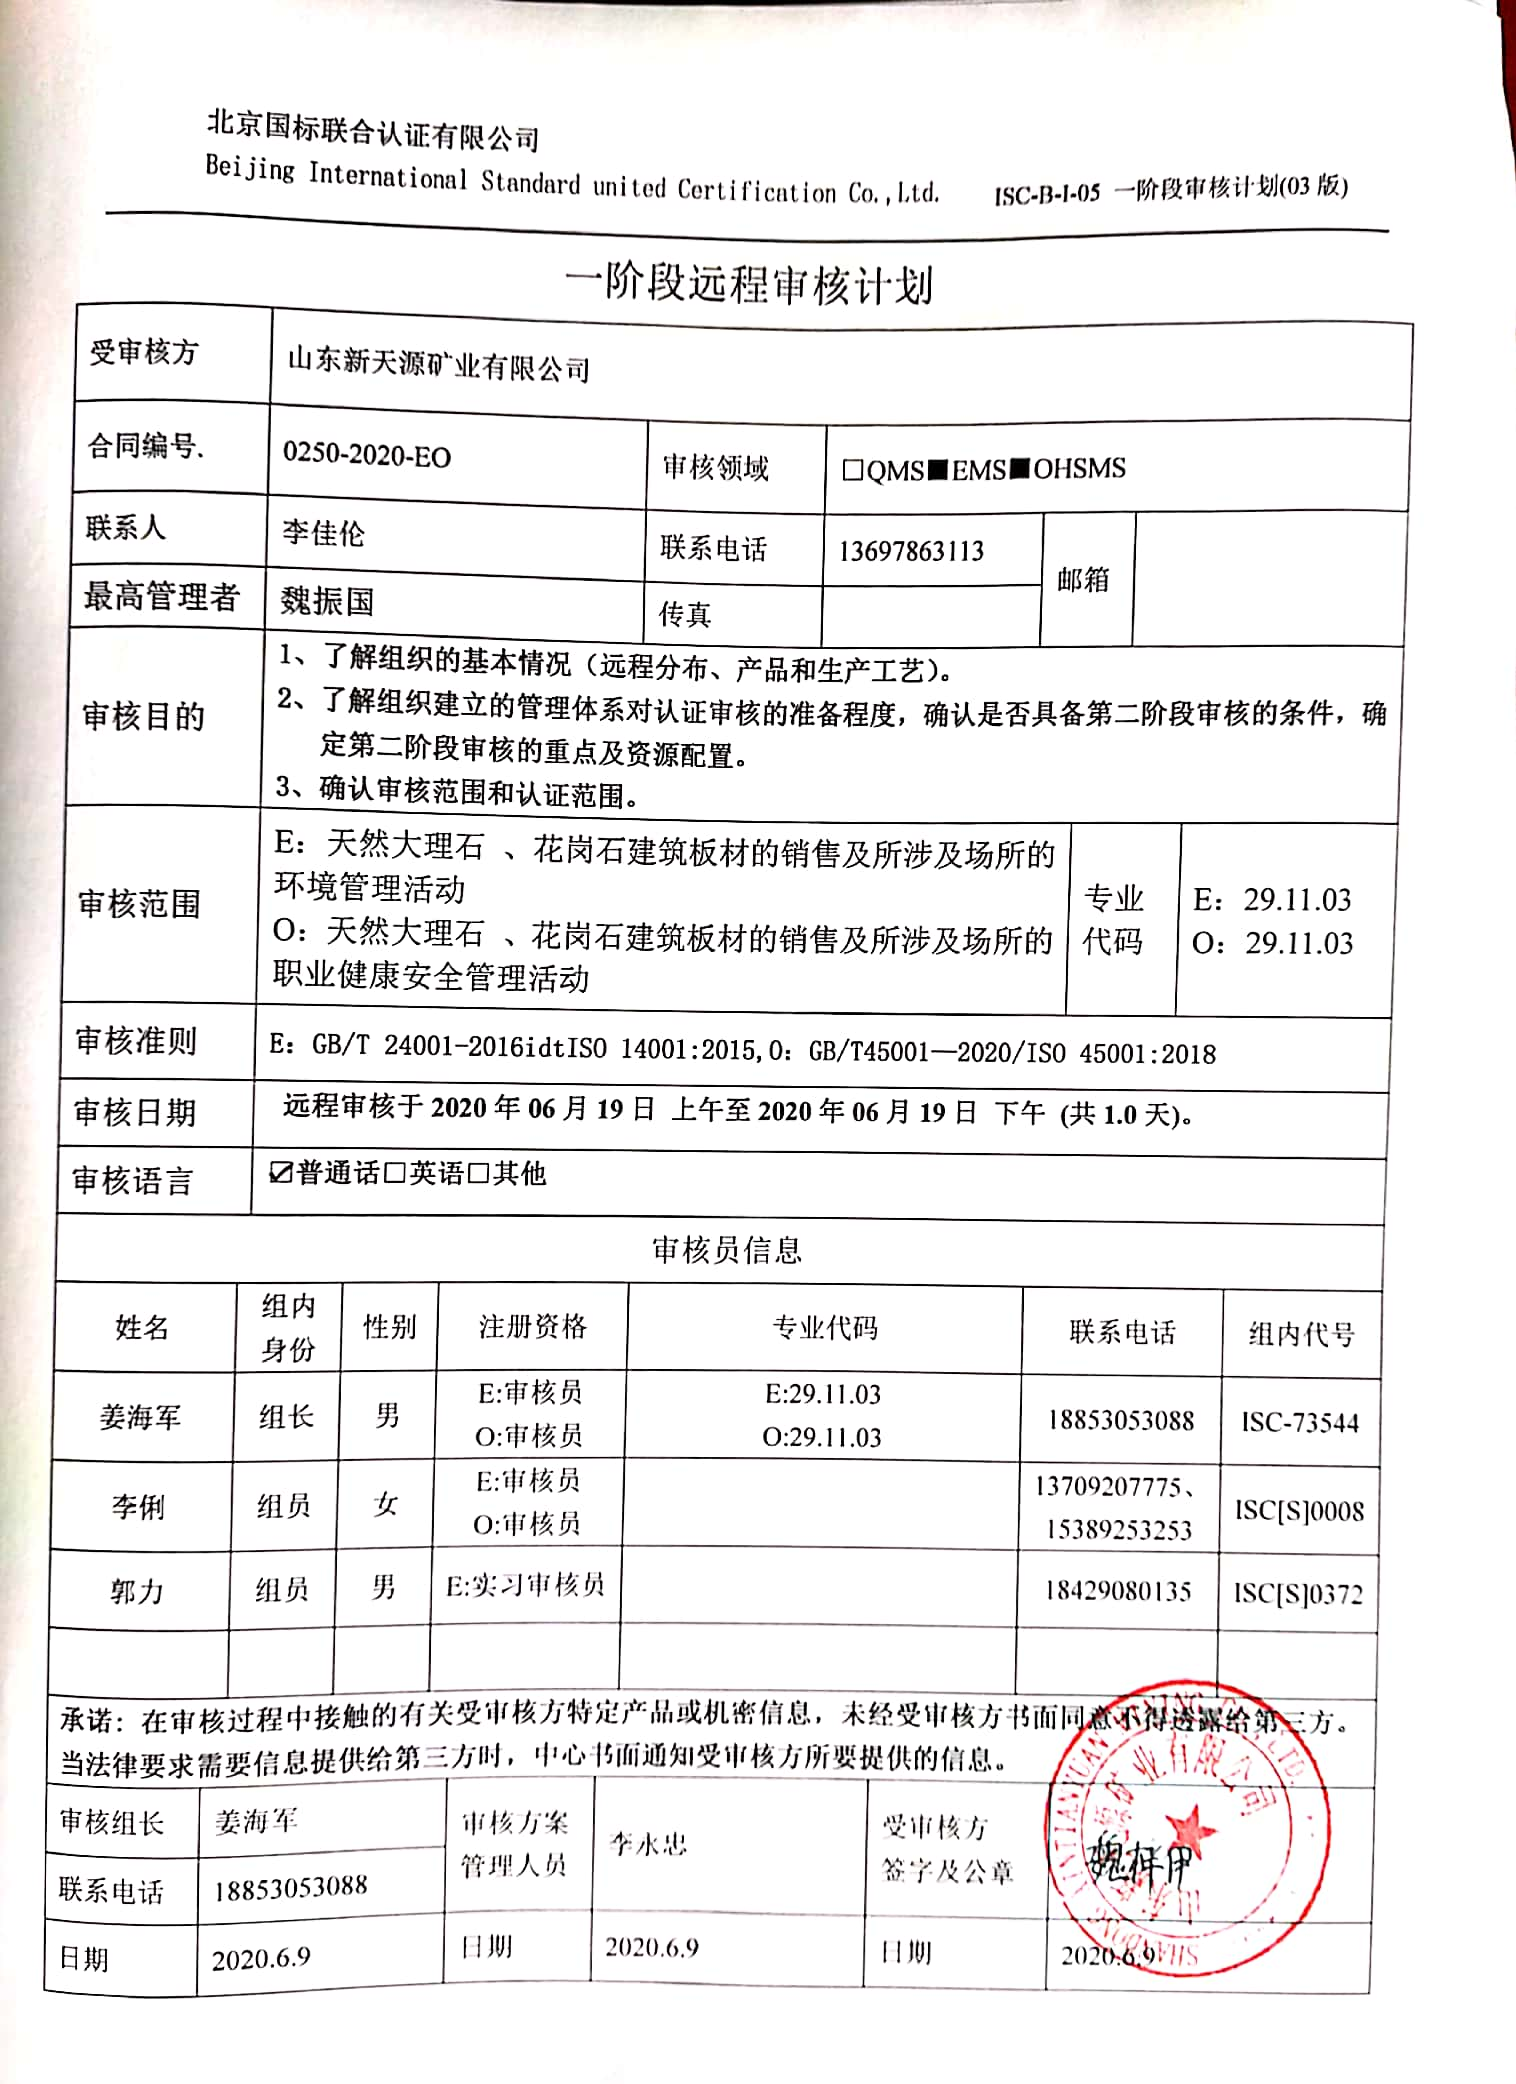 北京国标联合认证有限公司
Beijing International Standard united Certification Co.,Ltd. ISC-B-I-05 一阶段审核计划(03 版)
一阶段远程审核计划
受审核方 山东新天源矿业有限公司
合同编号. 0250-2020-EO 审核领域 □QMS■EMS■OHSMS
联系人 李佳伦 联系电话 13697863113 邮箱
最高管理者 魏振国 传真
审核目的
1、了解组织的基本情况（远程分布、产品和生产工艺）。
2、了解组织建立的管理体系对认证审核的准备程度，确认是否具备第二阶段审核的条件，确
定第二阶段审核的重点及资源配置。
3、确认审核范围和认证范围。
审核范围
E：天然大理石 、花岗石建筑板材的销售及所涉及场所的
环境管理活动
O：天然大理石 、花岗石建筑板材的销售及所涉及场所的
职业健康安全管理活动
专业
代码
E：29.11.03
O：29.11.03
审核准则 E：GB/T 24001-2016idtISO 14001:2015,O：GB/T45001—2020/ISO 45001:2018
审核日期 远程审核于 2020 年 06 月 19 日 上午至 2020 年 06 月 19 日 下午 (共 1.0 天)。
审核语言 ☑普通话□英语□其他
审核员信息
姓名 组内
身份 性别 注册资格 专业代码 联系电话 组内代号
姜海军 组长 男 E:审核员
O:审核员 E:29.11.03
O:29.11.03 18853053088 ISC-73544
李俐 组员 女 E:审核员
O:审核员 13709207775、
15389253253 ISC[S]0008
郭力 组员 男 E:实习审核员 18429080135 ISC[S]0372
承诺：在审核过程中接触的有关受审核方特定产品或机密信息，未经受审核方书面同意不得透露给第三方。
当法律要求需要信息提供给第三方时，中心书面通知受审核方所要提供的信息。
审核组长 姜海军 审核方案
管理人员 李永忠 受审核方
签字及公章
联系电话 18853053088
日期 2020.6.9 日期 2020.6.9 日期 2020.6.9